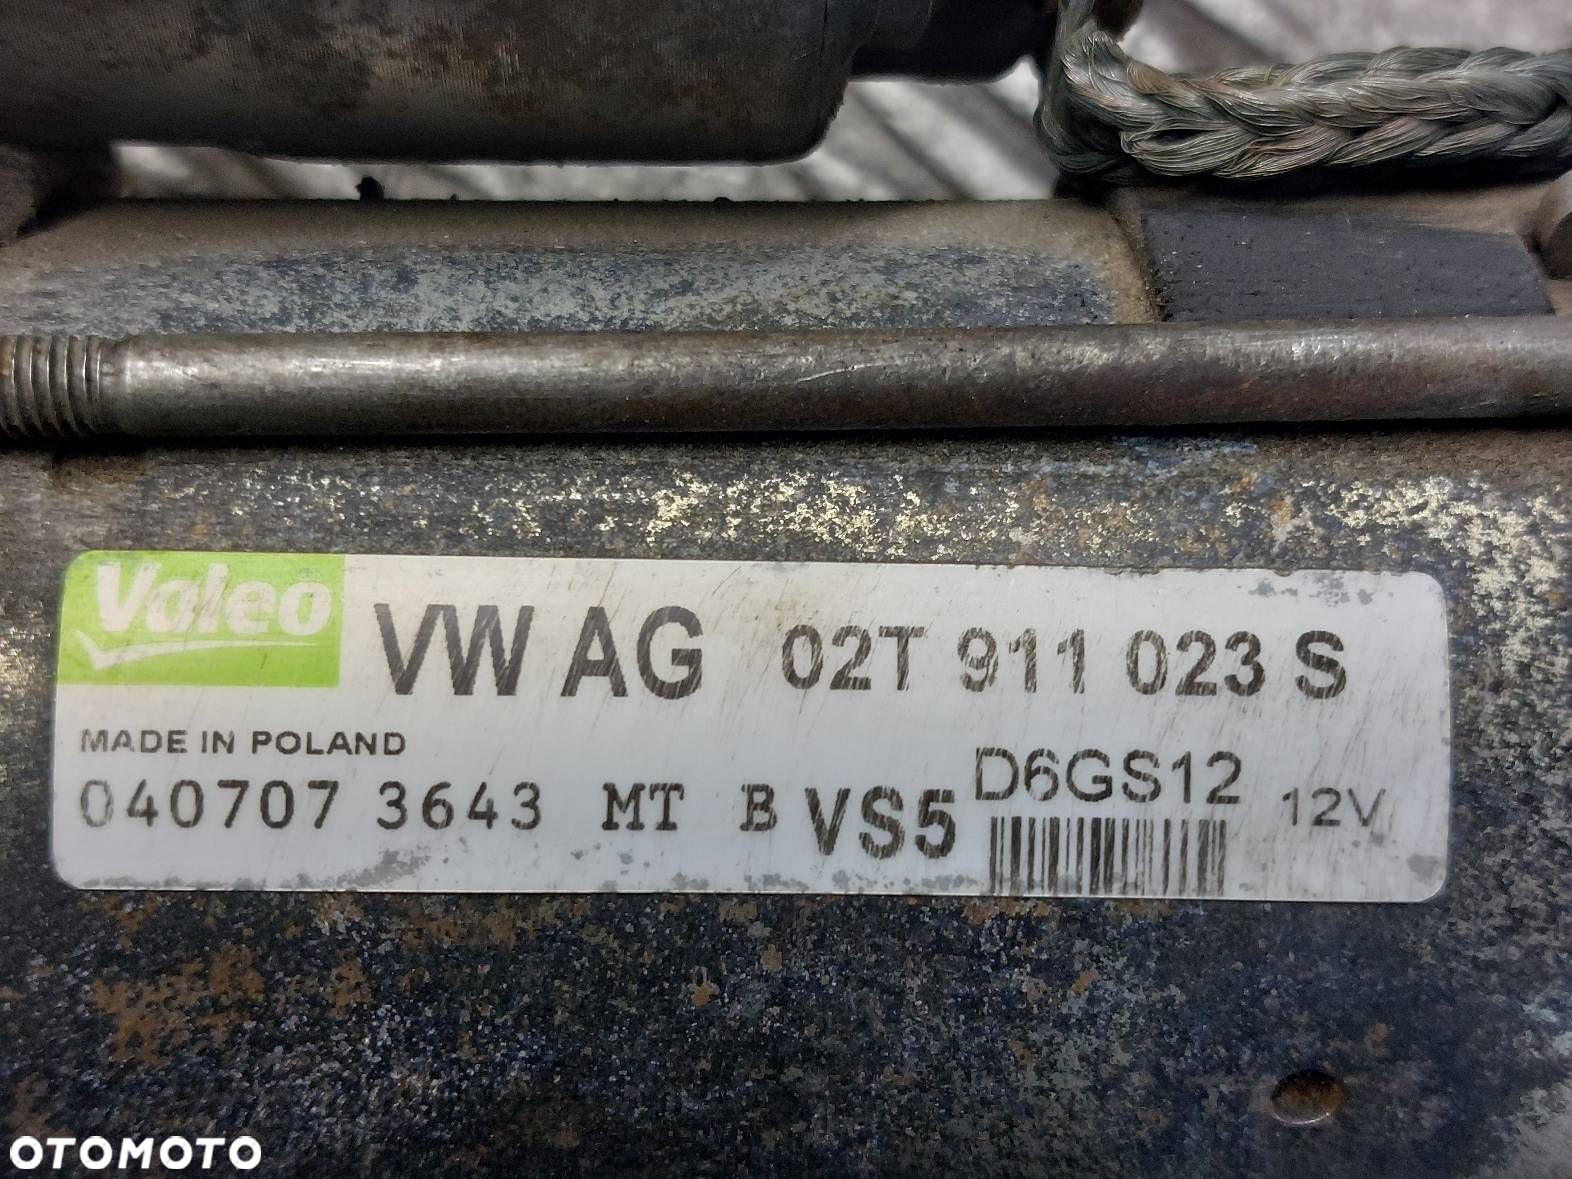 Valeo VW AG 02T 911 023 S
MADE IN POLAND
040707 3643 MT B VS5 D6GS12 12V
OTOMOTO